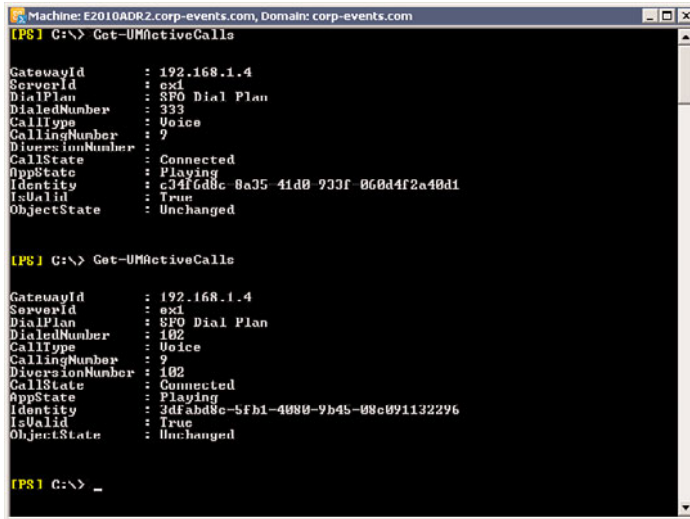 Machine: E2010ADR2.corp-events.com, Domain: corp-events.com
[PS] C:\> Get-UMActiveCalls
GatewayId : 192.168.1.4
ServerId : ex1
DialPlan : SFO Dial Plan
DialedNumber : 333
CallType : Voice
CallingNumber : 9
DiversionNumber :
CallState : Connected
AppState : Playing
Identity : c34f6d8c-8a35-41d0-933f-060d4f2a40d1
IsValid : True
ObjectState : Unchanged
[PS] C:\> Get-UMActiveCalls
GatewayId : 192.168.1.4
ServerId : ex1
DialPlan : SFO Dial Plan
DialedNumber : 102
CallType : Voice
CallingNumber : 9
DiversionNumber : 102
CallState : Connected
AppState : Playing
Identity : 3dfabd8c-5fb1-4080-9b45-08c091132296
IsValid : True
ObjectState : Unchanged
[PS] C:\> _